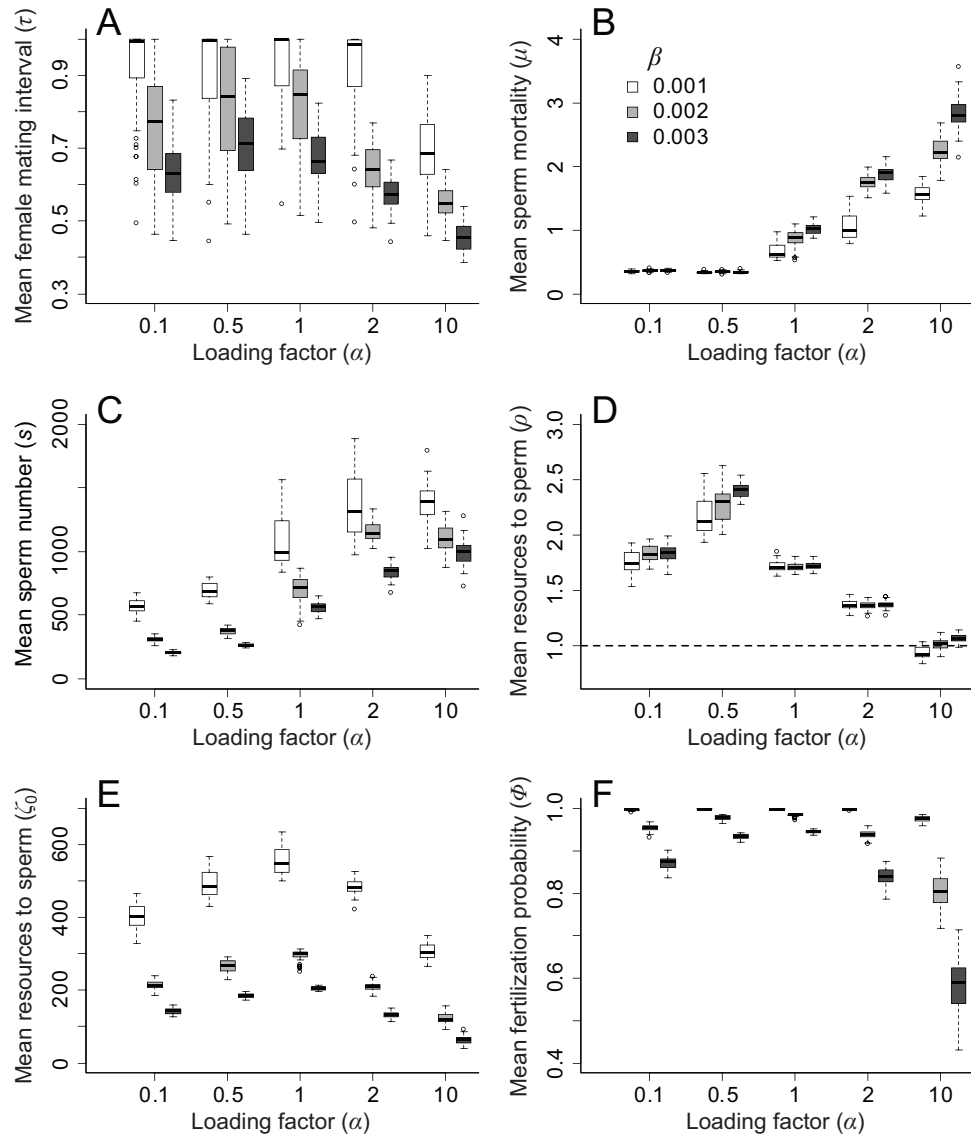 A
Mean female mating interval (τ)
0.3 0.5 0.7 0.9
0.1 0.5 1 2 10
Loading factor (α)
B
Mean sperm mortality (μ)
0 1 2 3 4
β
0.001
0.002
0.003
0.1 0.5 1 2 10
Loading factor (α)
C
Mean sperm number (s)
0 500 1000 2000
0.1 0.5 1 2 10
Loading factor (α)
D
Mean resources to sperm (ρ)
1.0 1.5 2.0 2.5 3.0
0.1 0.5 1 2 10
Loading factor (α)
E
Mean resources to sperm (ζ0)
0 200 400 600
0.1 0.5 1 2 10
Loading factor (α)
F
Mean fertilization probability (Φ)
0.4 0.6 0.8 1.0
0.1 0.5 1 2 10
Loading factor (α)